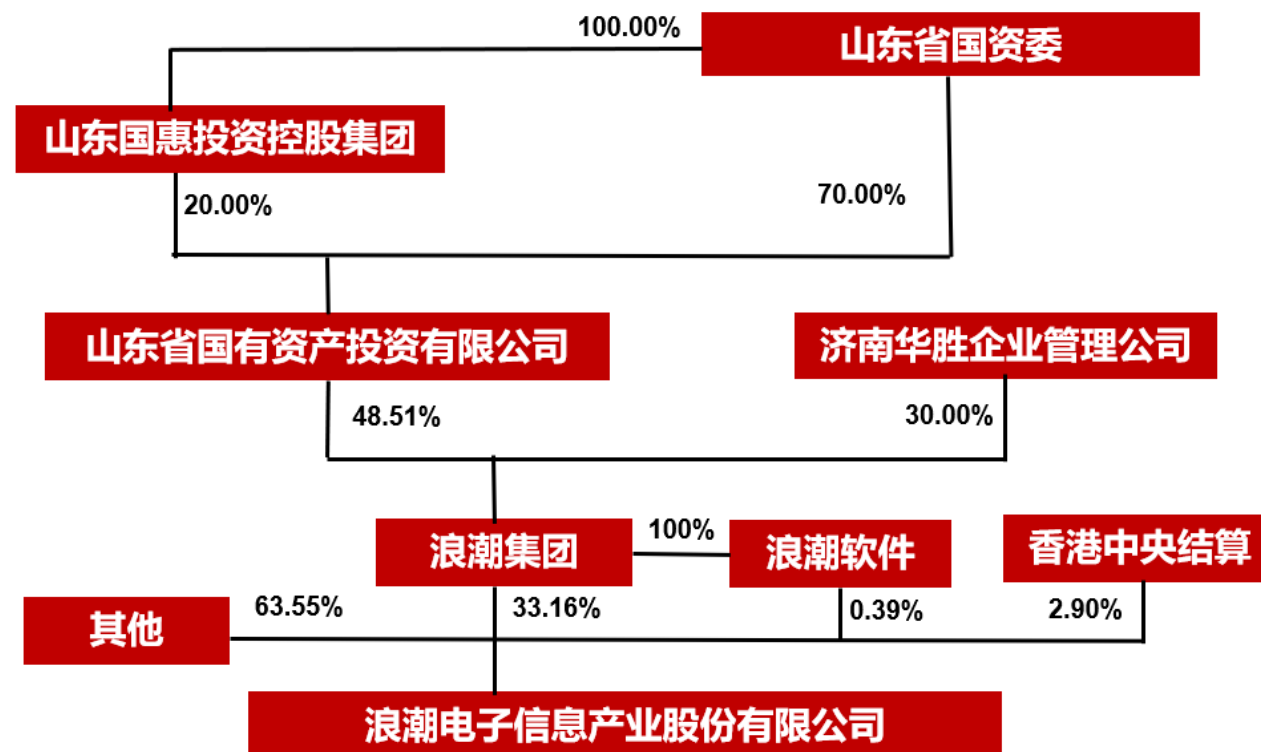 100.00%
山东省国资委
山东国惠投资控股集团
20.00%
70.00%
山东省国有资产投资有限公司
济南华胜企业管理公司
48.51%
30.00%
浪潮集团
100%
浪潮软件
香港中央结算
其他
63.55%
33.16%
0.39%
2.90%
浪潮电子信息产业股份有限公司